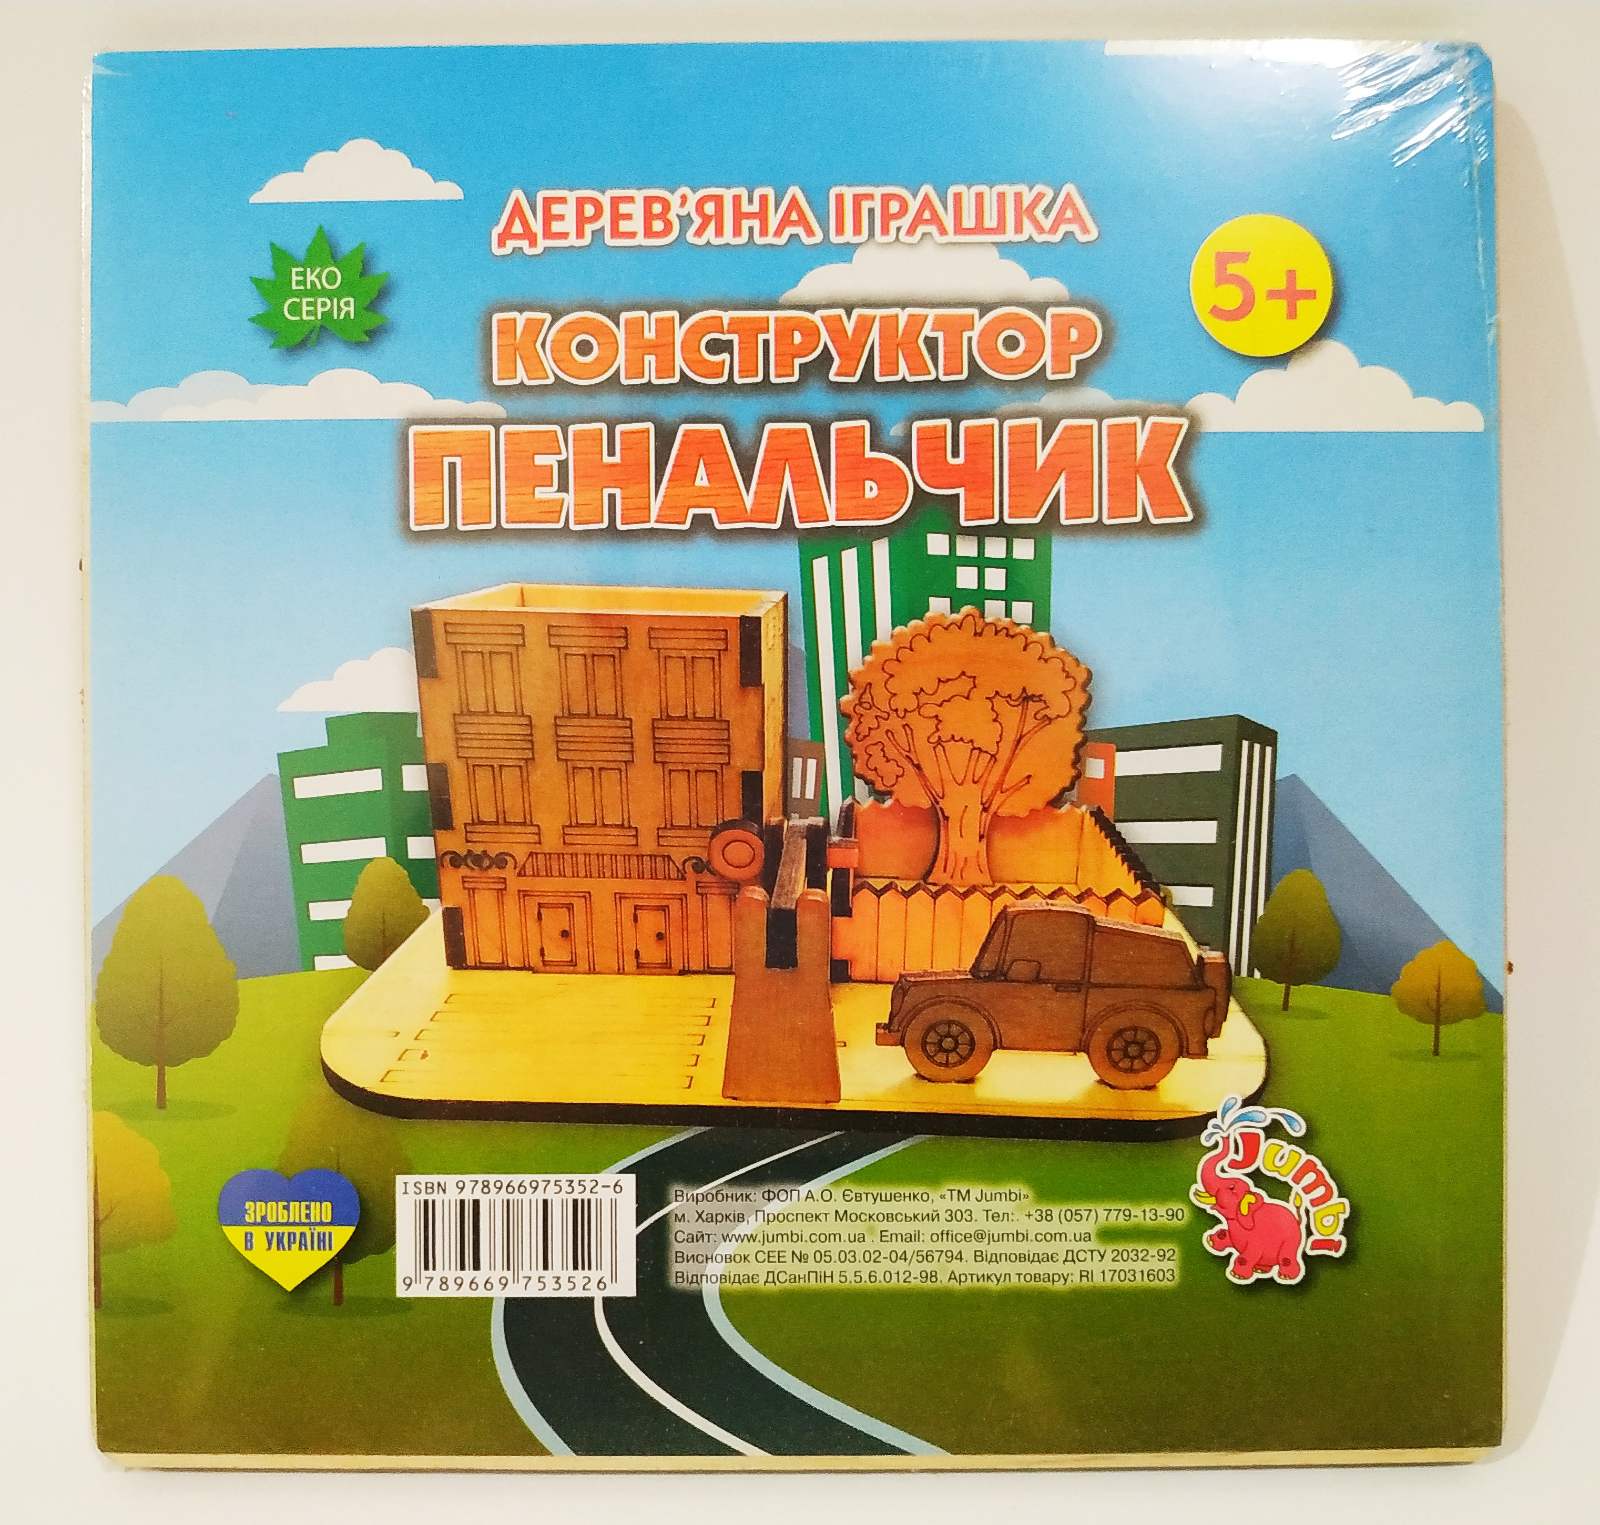 ДЕРЕВ'ЯНА ІГРАШКА
ЕКО
СЕРІЯ
5+
КОНСТРУКТОР
ПЕНАЛЬЧИК
ЗРОБЛЕНО
В УКРАЇНІ
ISBN 978966975352-6
9 789669 753526
Виробник: ФОП А.О. Євтушенко, «ТМ Jumbi»
м. Харків, Проспект Московський 303. Тел:. +38 (057) 779-13-90
Сайт: www.jumbi.com.ua . Email: office@jumbi.com.ua
Висновок СЕЕ № 05.03.02-04/56794. Відповідає ДСТУ 2032-92
Відповідає ДСанПіН 5.5.6.012-98, Артикул товару: RI 17031603
Jumbi